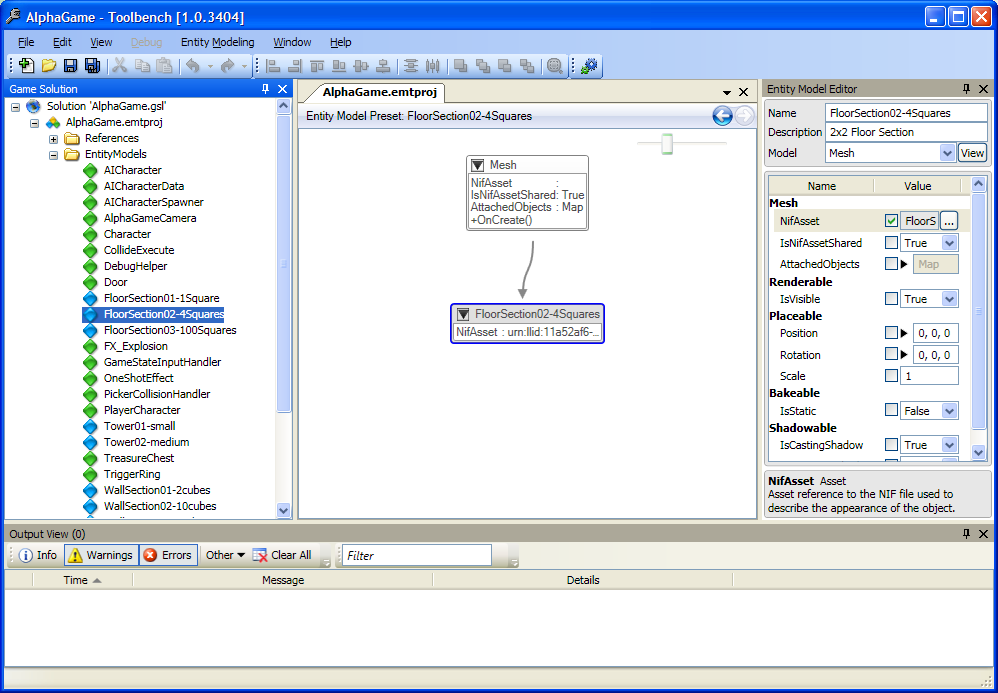 AlphaGame - Toolbench [1.0.3404]
File Edit View Debug Entity Modeling Window Help
Game Solution
Solution 'AlphaGame.gsl'
AlphaGame.emtproj
References
EntityModels
AICharacter
AICharacterData
AICharacterSpawner
AlphaGameCamera
Character
CollideExecute
DebugHelper
Door
FloorSection01-1Square
FloorSection02-4Squares
FloorSection03-100Squares
FX_Explosion
GameStateInputHandler
OneShotEffect
PickerCollisionHandler
PlayerCharacter
Tower01-small
Tower02-medium
TreasureChest
TriggerRing
WallSection01-2cubes
WallSection02-10cubes
AlphaGame.emtproj
Entity Model Preset: FloorSection02-4Squares
Mesh
NifAsset :
IsNifAssetShared: True
AttachedObjects : Map
+OnCreate()
FloorSection02-4Squares
NifAsset : urn:llid:11a52af6-...
Entity Model Editor
Name FloorSection02-4Squares
Description 2x2 Floor Section
Model Mesh View
Name Value
Mesh
NifAsset FloorS ...
IsNifAssetShared True
AttachedObjects Map
Renderable
IsVisible True
Placeable
Position 0, 0, 0
Rotation 0, 0, 0
Scale 1
Bakeable
IsStatic False
Shadowable
IsCastingShadow True
NifAsset Asset
Asset reference to the NIF file used to
describe the appearance of the object.
Output View (0)
Info Warnings Errors Other Clear All Filter
Time Message Details